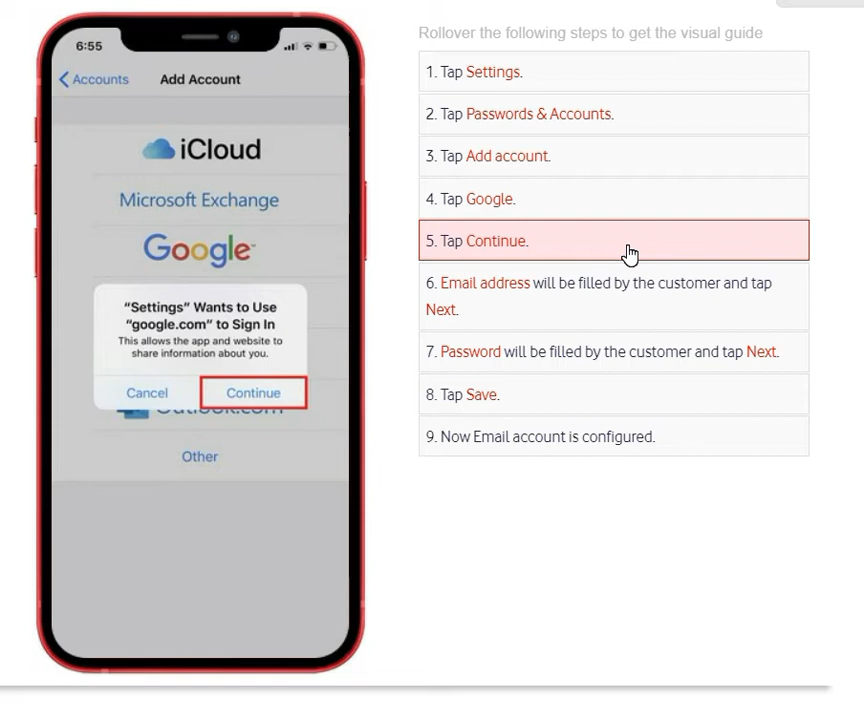 6:55
Accounts
Add Account
iCloud
Microsoft Exchange
Google
"Settings" Wants to Use
"google.com" to Sign In
This allows the app and website to
share information about you.
Cancel
Continue
Outlook.com
Other
Rollover the following steps to get the visual guide
1. Tap Settings.
2. Tap Passwords & Accounts.
3. Tap Add account.
4. Tap Google.
5. Tap Continue.
6. Email address will be filled by the customer and tap
Next.
7. Password will be filled by the customer and tap Next.
8. Tap Save.
9. Now Email account is configured.